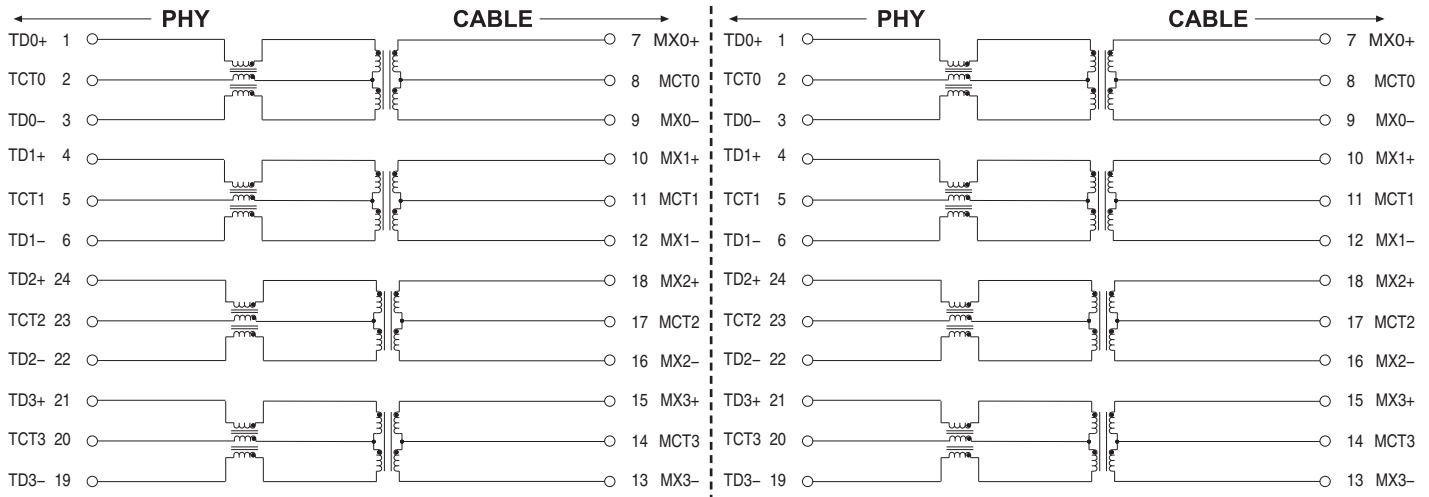 PHY CABLE PHY CABLE
TD0+ 1 7 MX0+ TD0+ 1 7 MX0+
TCT0 2 8 MCT0 TCT0 2 8 MCT0
TD0− 3 9 MX0− TD0− 3 9 MX0−
TD1+ 4 10 MX1+ TD1+ 4 10 MX1+
TCT1 5 11 MCT1 TCT1 5 11 MCT1
TD1− 6 12 MX1− TD1− 6 12 MX1−
TD2+ 24 18 MX2+ TD2+ 24 18 MX2+
TCT2 23 17 MCT2 TCT2 23 17 MCT2
TD2− 22 16 MX2− TD2− 22 16 MX2−
TD3+ 21 15 MX3+ TD3+ 21 15 MX3+
TCT3 20 14 MCT3 TCT3 20 14 MCT3
TD3− 19 13 MX3− TD3− 19 13 MX3−